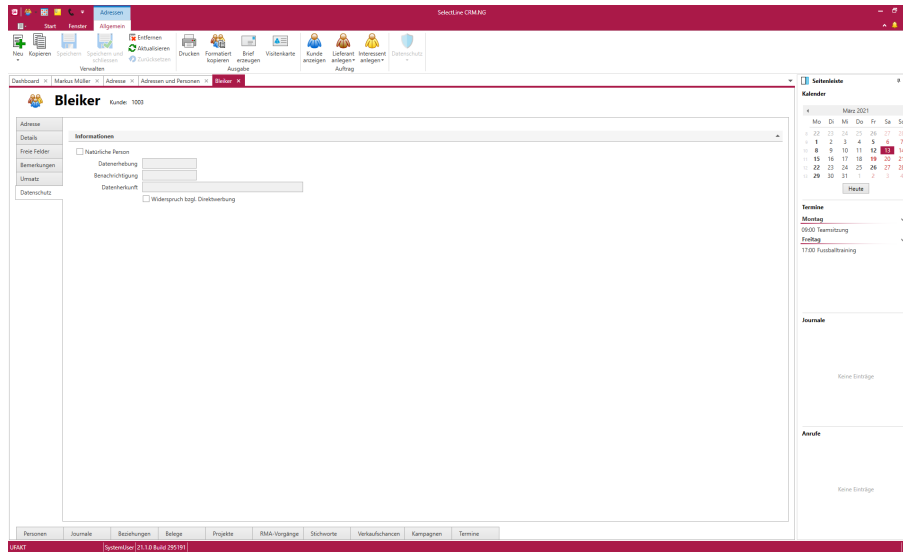 Adressen
SelectLine CRM.NG
Start Fenster Allgemein
Neu Kopieren Speichern Speichern und schliessen Entfernen Aktualisieren Zurücksetzen Drucken Formatiert kopieren Brief erzeugen Visitenkarte Kunde anzeigen Lieferant anlegen Interessent anlegen Datenschutz
Verwalten Ausgabe Auftrag
Dashboard × Markus Müller × Adresse × Adressen und Personen × Bleiker ×
Bleiker Kunde: 1003
Adresse
Details
Freie Felder
Bemerkungen
Umsatz
Datenschutz
Informationen
Natürliche Person
Datenerhebung
Benachrichtigung
Datenherkunft
Widerspruch bzgl. Direktwerbung
Seitenleiste
Kalender
März 2021
Mo Di Mi Do Fr Sa So
22 23 24 25 26 27 28
1 2 3 4 5 6 7
8 9 10 11 12 13
15 16 17 18 19 20 21
22 23 24 25 26 27 28
29 30 31 1 2 3 4
Heute
Termine
Montag
09:00 Teamsitzung
Freitag
17:00 Fussballtraining
Journale
Keine Einträge
Anrufe
Keine Einträge
Personen Journale Beziehungen Belege Projekte RMA-Vorgänge Stichworte Verkaufschancen Kampagnen Termine
UFAKT SystemUser 21.1.0 Build 295191